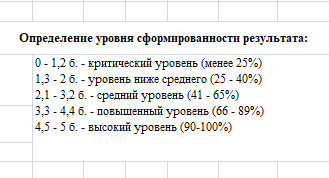 Определение уровня сформированности результата:
0 - 1,2 б. - критический уровень (менее 25%)
1,3 - 2 б. - уровень ниже среднего (25 - 40%)
2,1 - 3,2 б. - средний уровень (41 - 65%)
3,3 - 4,4 б. - повышенный уровень (66 - 89%)
4,5 - 5 б. - высокий уровень (90-100%)